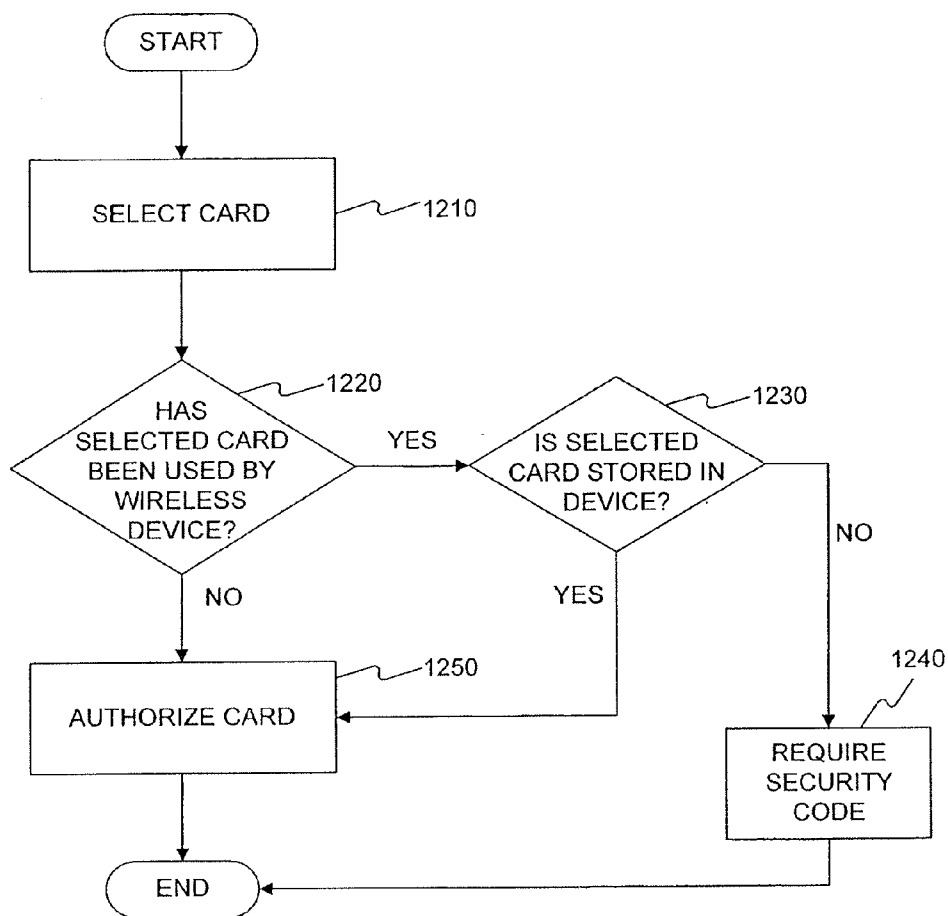 START
SELECT CARD
1210
1220
HAS
SELECTED CARD
BEEN USED BY
WIRELESS
DEVICE?
YES
1230
IS SELECTED
CARD STORED IN
DEVICE?
NO
YES
NO
1250
AUTHORIZE CARD
1240
REQUIRE
SECURITY
CODE
END